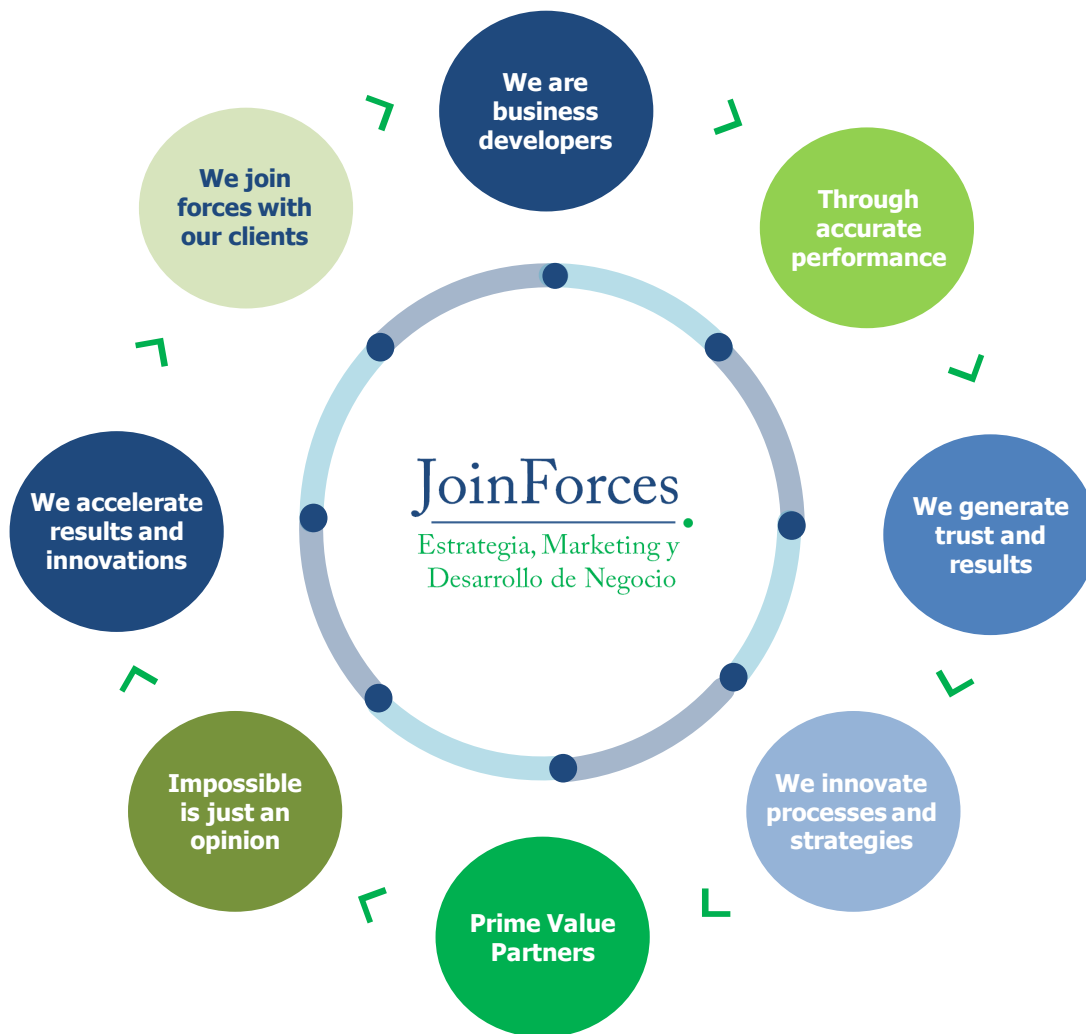 We are
business
developers
Through
accurate
performance
We generate
trust and
results
We innovate
processes and
strategies
Prime Value
Partners
Impossible
is just an
opinion
We accelerate
results and
innovations
We join
forces with
our clients
JoinForces
Estrategia, Marketing y
Desarrollo de Negocio